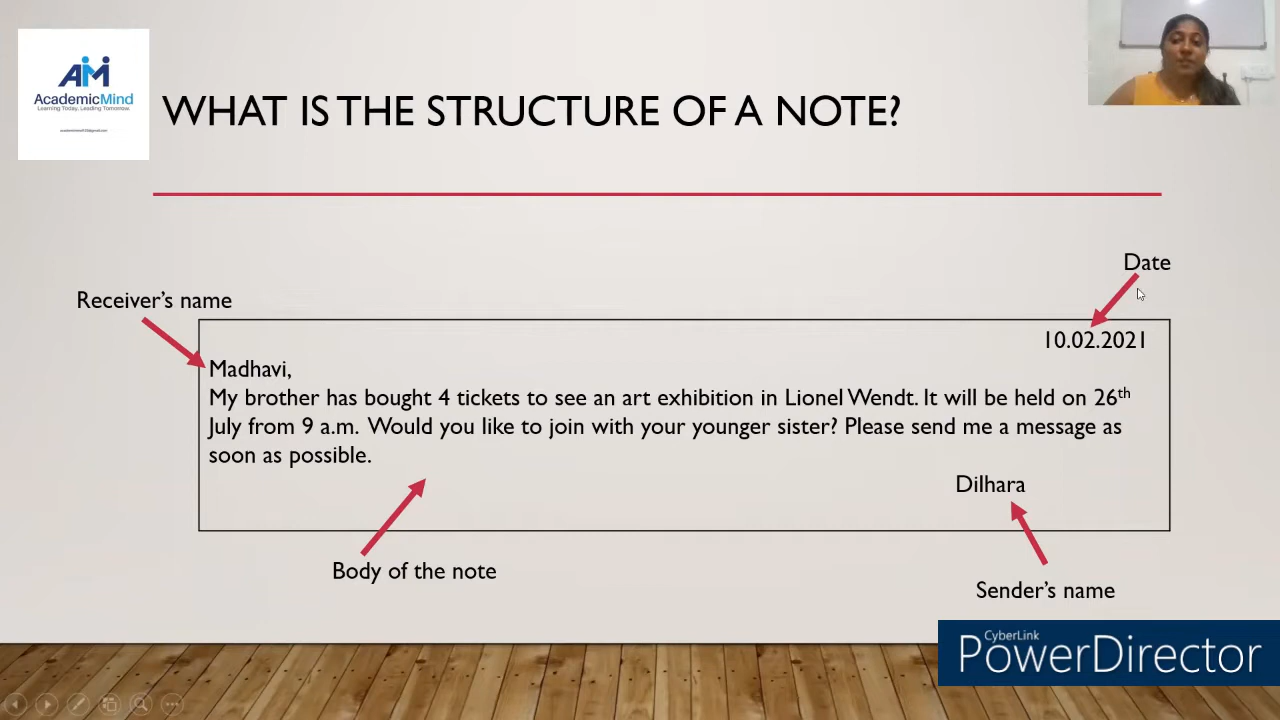 AM
AcademicMind
Learning Today, Leading Tomorrow.
WHAT IS THE STRUCTURE OF A NOTE?
Date
Receiver's name
10.02.2021
Madhavi,
My brother has bought 4 tickets to see an art exhibition in Lionel Wendt. It will be held on 26th
July from 9 a.m. Would you like to join with your younger sister? Please send me a message as
soon as possible.
Dilhara
Body of the note
Sender's name
CyberLink
PowerDirector